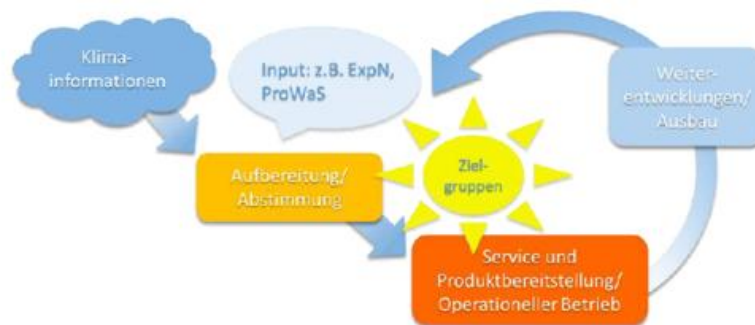 Klima-
informationen
Input: z.B. ExpN,
ProWaS
Weiter-
entwicklungen/
Ausbau
Aufbereitung/
Abstimmung
Ziel-
gruppen
Service und
Produktbereitstellung/
Operationeller Betrieb